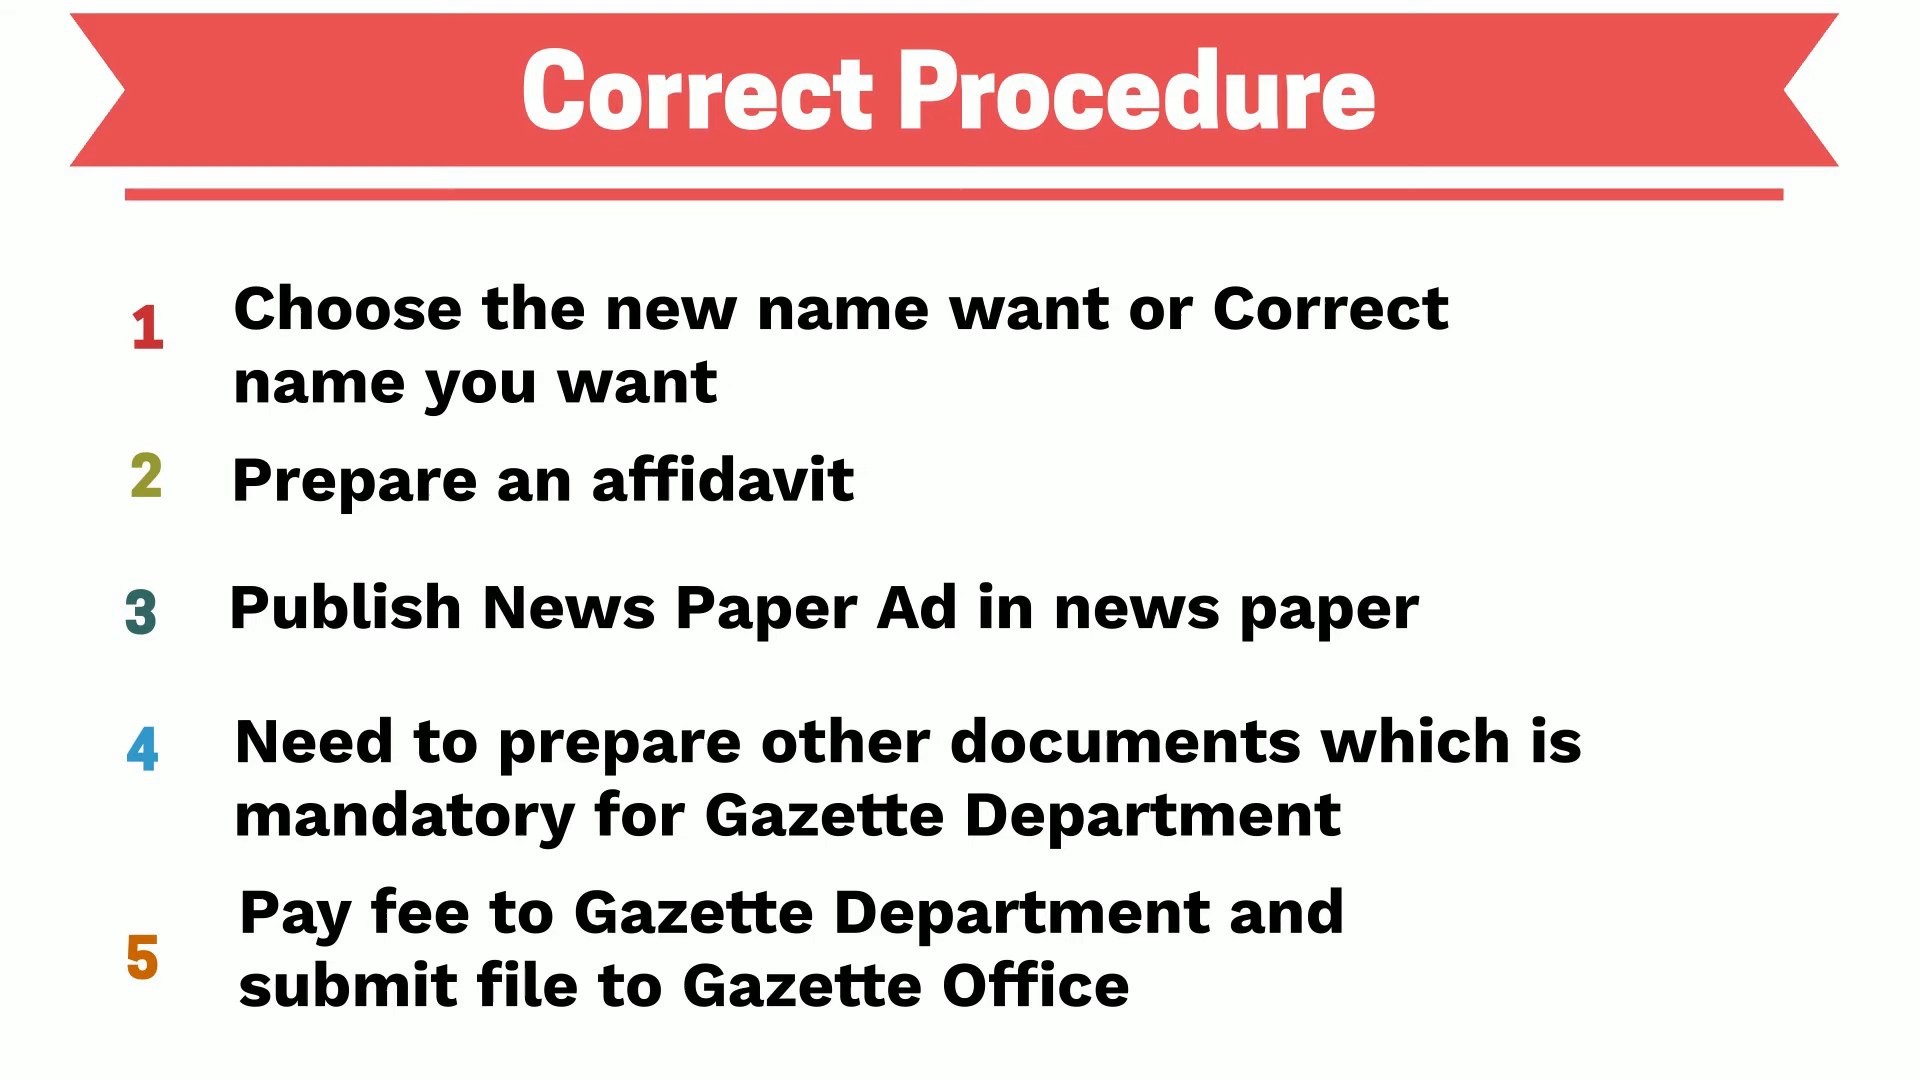 Correct Procedure
1 Choose the new name want or Correct
name you want
2 Prepare an affidavit
3 Publish News Paper Ad in news paper
4 Need to prepare other documents which is
mandatory for Gazette Department
5 Pay fee to Gazette Department and
submit file to Gazette Office